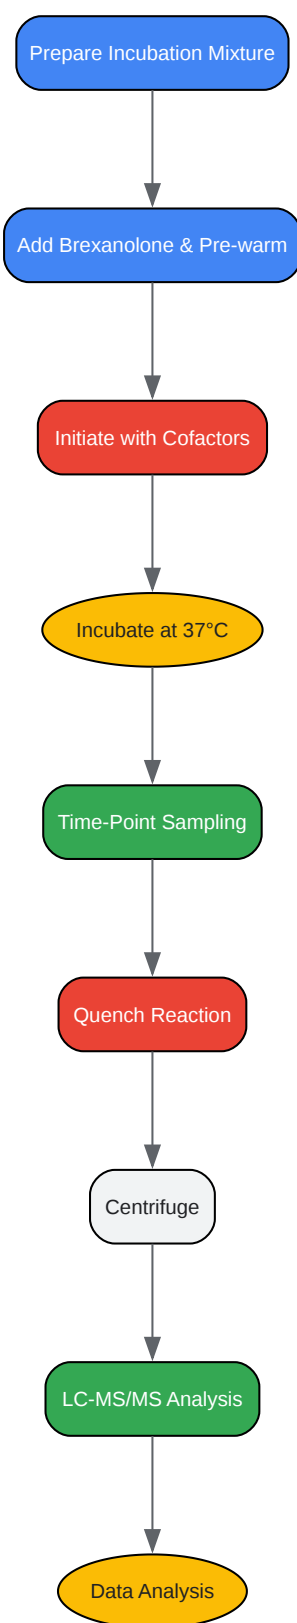 Prepare Incubation Mixture
Add Brexanolone & Pre-warm
Initiate with Cofactors
Incubate at 37°C
Time-Point Sampling
Quench Reaction
Centrifuge
LC-MS/MS Analysis
Data Analysis